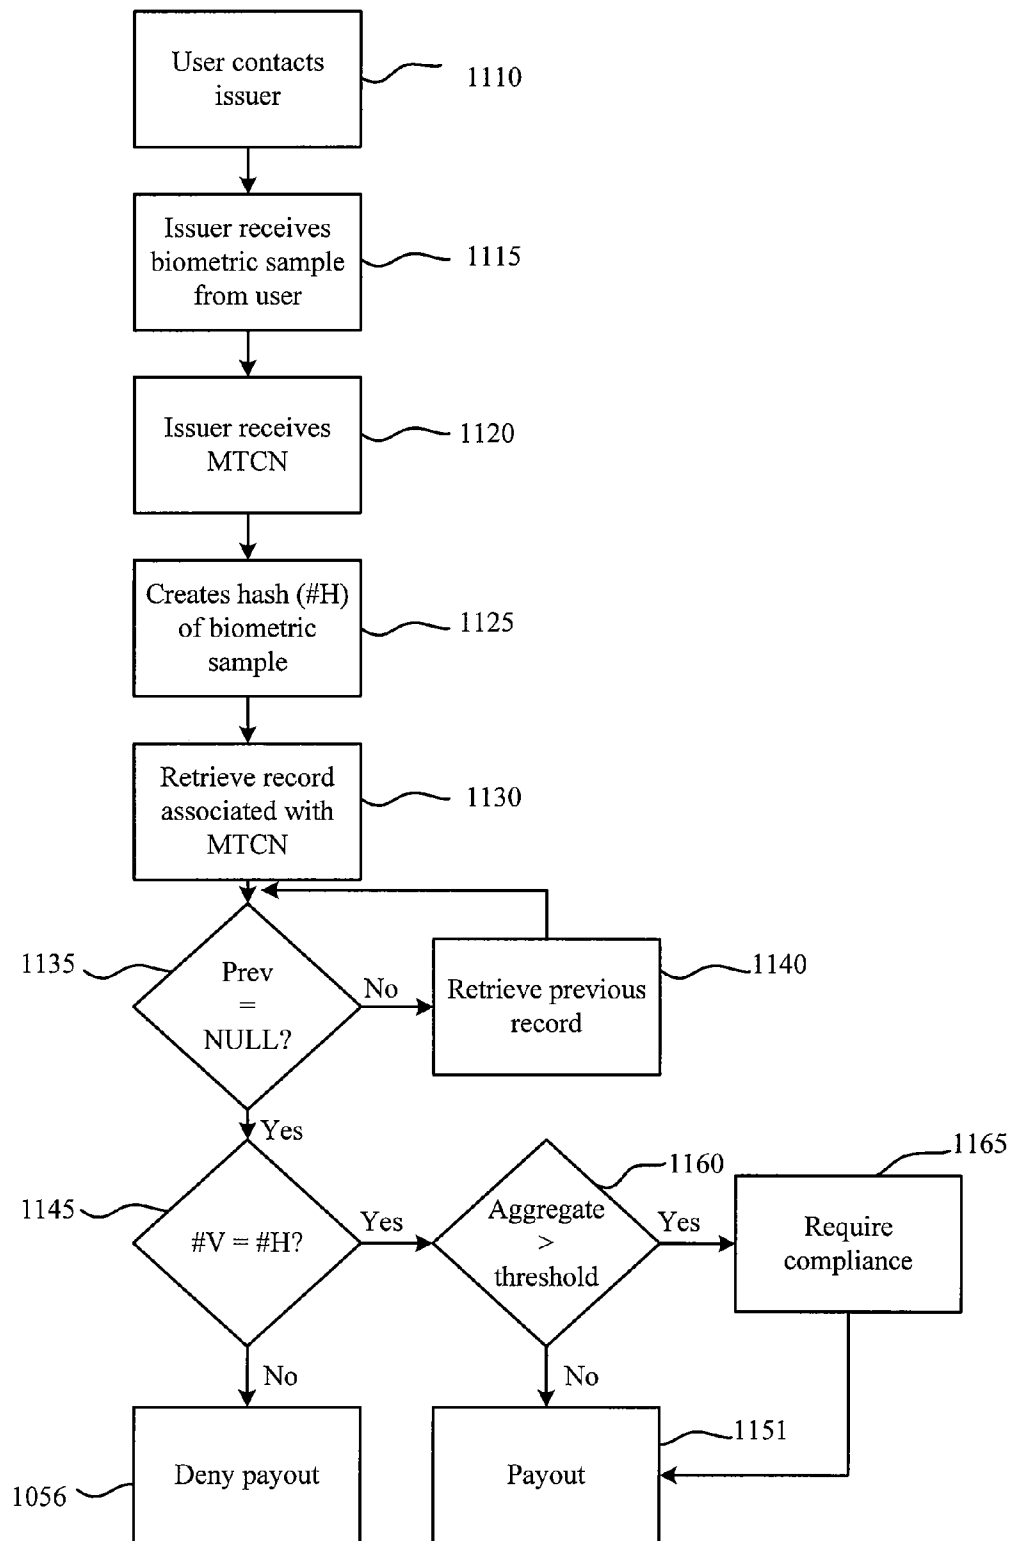 User contacts
issuer
1110
Issuer receives
biometric sample
from user
1115
Issuer receives
MTCN
1120
Creates hash (#H)
of biometric
sample
1125
Retrieve record
associated with
MTCN
1130
1135
Prev
=
NULL?
No
Retrieve previous
record
1140
Yes
1145
#V = #H?
Yes
Aggregate
>
threshold
1160
Yes
Require
compliance
1165
No
No
Deny payout
1056
Payout
1151